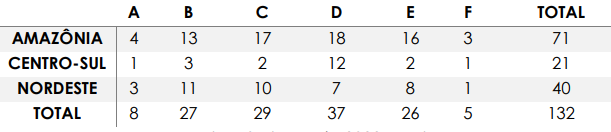 A B C D E F TOTAL
AMAZÔNIA 4 13 17 18 16 3 71
CENTRO-SUL 1 3 2 12 2 1 21
NORDESTE 3 11 10 7 8 1 40
TOTAL 8 27 29 37 26 5 132